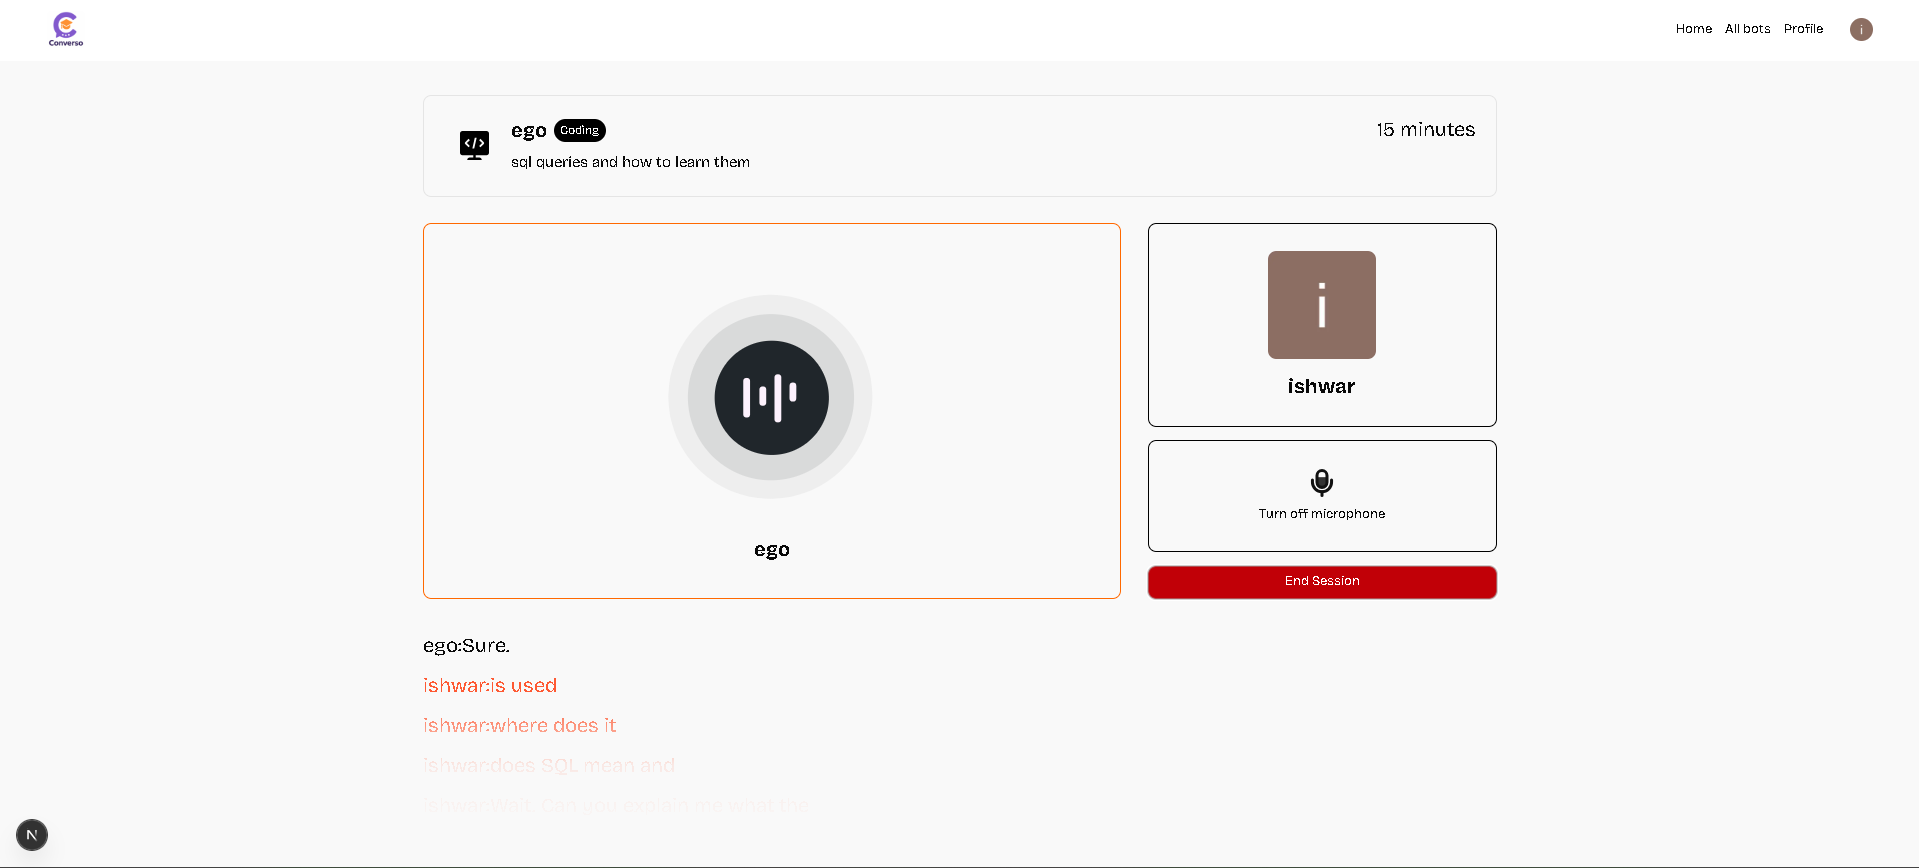 Converso
Home All bots Profile i
ego Coding 15 minutes
sql queries and how to learn them
i
ishwar
Turn off microphone
ego
End Session
ego:Sure.
ishwar:is used
ishwar:where does it
ishwar:does SQL mean and
ishwar:Wait. Can you explain me what the
N